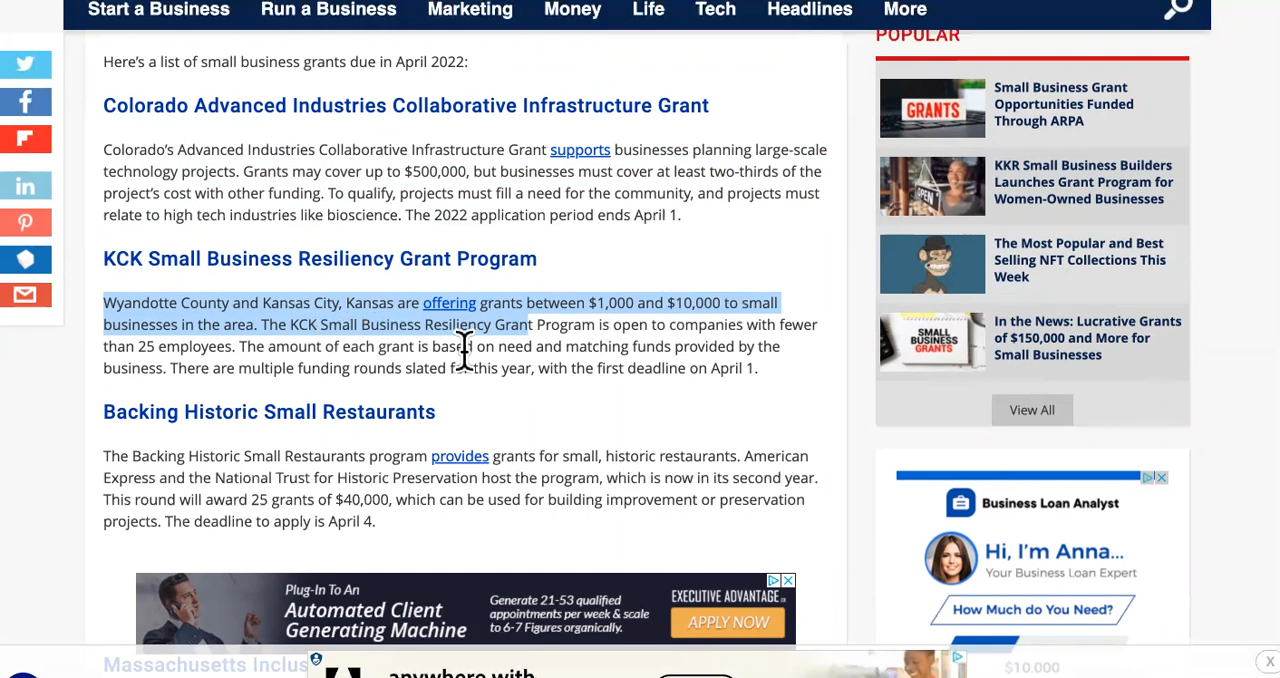 Start a Business Run a Business Marketing Money Life Tech Headlines More
Here's a list of small business grants due in April 2022:
Colorado Advanced Industries Collaborative Infrastructure Grant
Colorado's Advanced Industries Collaborative Infrastructure Grant supports businesses planning large-scale
technology projects. Grants may cover up to $500,000, but businesses must cover at least two-thirds of the
project's cost with other funding. To qualify, projects must fill a need for the community, and projects must
relate to high tech industries like bioscience. The 2022 application period ends April 1.
KCK Small Business Resiliency Grant Program
Wyandotte County and Kansas City, Kansas are offering grants between $1,000 and $10,000 to small
businesses in the area. The KCK Small Business Resiliency Grant Program is open to companies with fewer
than 25 employees. The amount of each grant is based on need and matching funds provided by the
business. There are multiple funding rounds slated for this year, with the first deadline on April 1.
Backing Historic Small Restaurants
The Backing Historic Small Restaurants program provides grants for small, historic restaurants. American
Express and the National Trust for Historic Preservation host the program, which is now in its second year.
This round will award 25 grants of $40,000, which can be used for building improvement or preservation
projects. The deadline to apply is April 4.
Plug-In To An
Automated Client
Generating Machine
Generate 21-53 qualified
appointments per week & scale
to 6-7 Figures organically.
EXECUTIVE ADVANTAGE
APPLY NOW
Massachusetts Inclus
anywhere with
POPULAR
GRANTS
Small Business Grant
Opportunities Funded
Through ARPA
OPEN
KKR Small Business Builders
Launches Grant Program for
Women-Owned Businesses
The Most Popular and Best
Selling NFT Collections This
Week
SMALL
BUSINESS
GRANTS
In the News: Lucrative Grants
of $150,000 and More for
Small Businesses
View All
Business Loan Analyst
Hi, I'm Anna...
Your Business Loan Expert
How Much do You Need?
$10,000
X